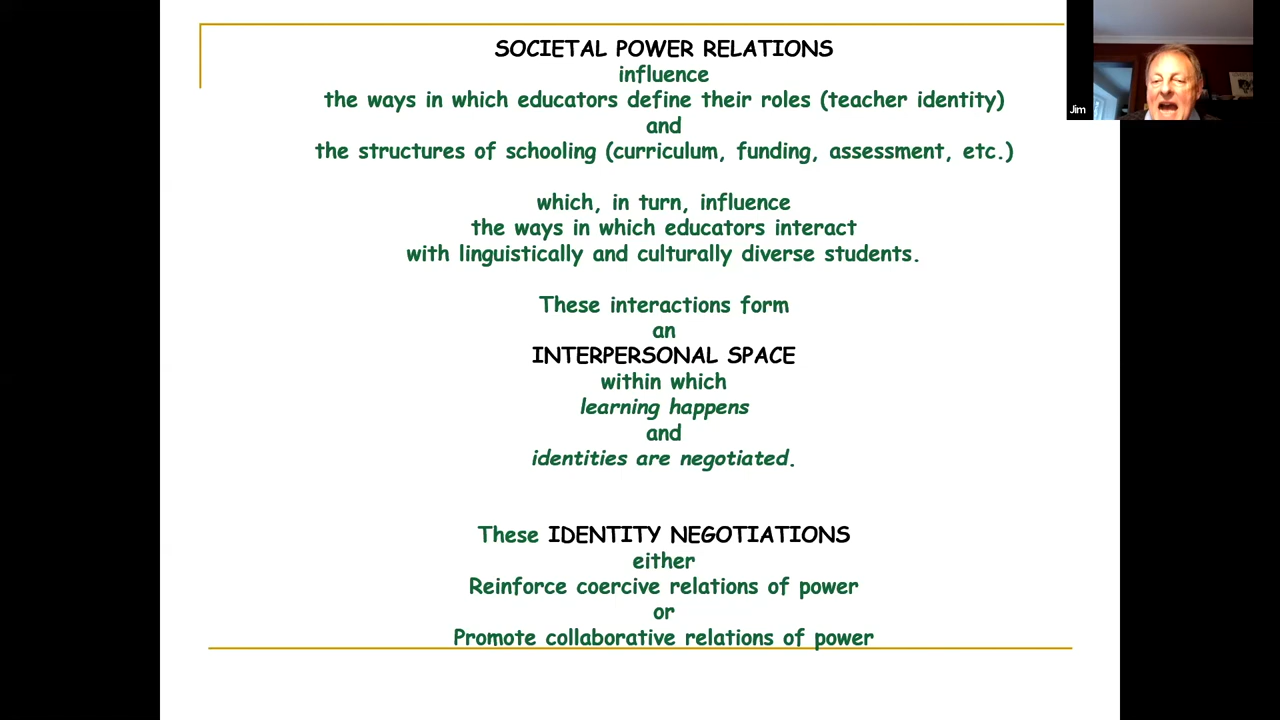 SOCIETAL POWER RELATIONS
influence
the ways in which educators define their roles (teacher identity)
and
the structures of schooling (curriculum, funding, assessment, etc.)
which, in turn, influence
the ways in which educators interact
with linguistically and culturally diverse students.
These interactions form
an
INTERPERSONAL SPACE
within which
learning happens
and
identities are negotiated.
These IDENTITY NEGOTIATIONS
either
Reinforce coercive relations of power
or
Promote collaborative relations of power
Jim